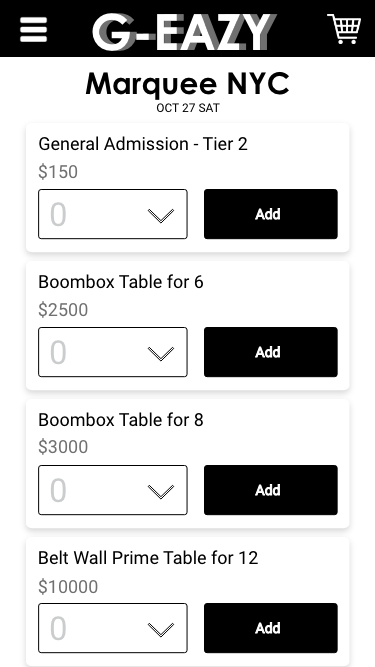 G-EAZY
Marquee NYC
OCT 27 SAT
General Admission - Tier 2
$150
0
Add
Boombox Table for 6
$2500
0
Add
Boombox Table for 8
$3000
0
Add
Belt Wall Prime Table for 12
$10000
0
Add